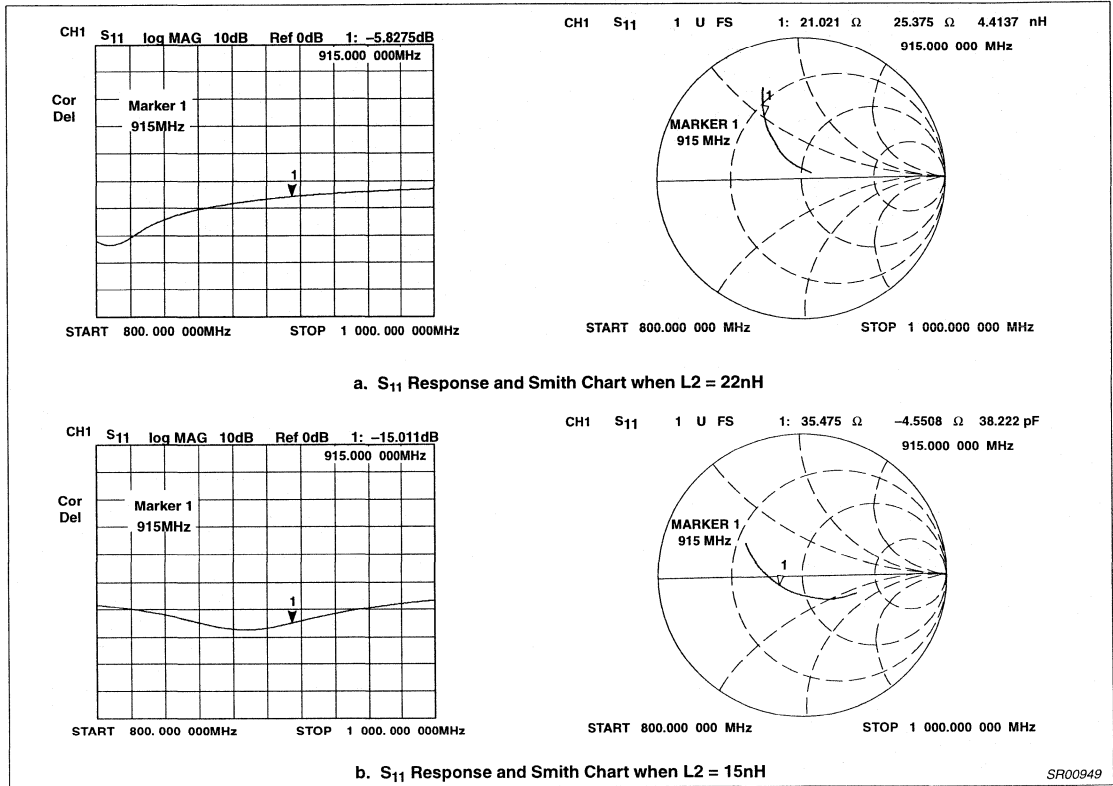 CH1 S11 log MAG 10dB Ref 0dB 1: –5.8275dB
915.000 000MHz
Cor
Del
Marker 1
915MHz
1
START 800. 000 000MHz STOP 1 000. 000 000MHz
CH1 S11 1 U FS 1: 21.021 Ω 25.375 Ω 4.4137 nH
915.000 000 MHz
1
MARKER 1
915 MHz
START 800.000 000 MHz STOP 1 000.000 000 MHz
a. S11 Response and Smith Chart when L2 = 22nH
CH1 S11 log MAG 10dB Ref 0dB 1: –15.011dB
915.000 000MHz
Cor
Del
Marker 1
915MHz
1
START 800. 000 000MHz STOP 1 000. 000 000MHz
CH1 S11 1 U FS 1: 35.475 Ω –4.5508 Ω 38.222 pF
915.000 000 MHz
MARKER 1
915 MHz
1
START 800.000 000 MHz STOP 1 000.000 000 MHz
b. S11 Response and Smith Chart when L2 = 15nH
SR00949